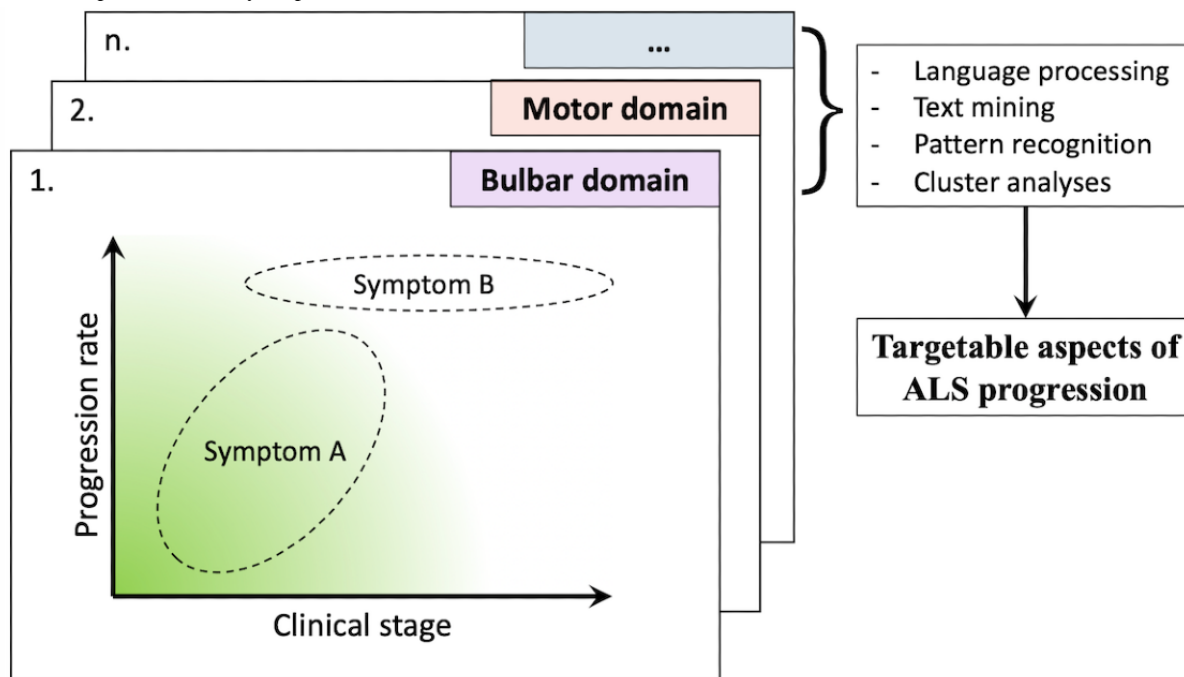 n.
...
2.
Motor domain
1.
Bulbar domain
Progression rate
Symptom B
Symptom A
Clinical stage
- Language processing
- Text mining
- Pattern recognition
- Cluster analyses
Targetable aspects of
ALS progression